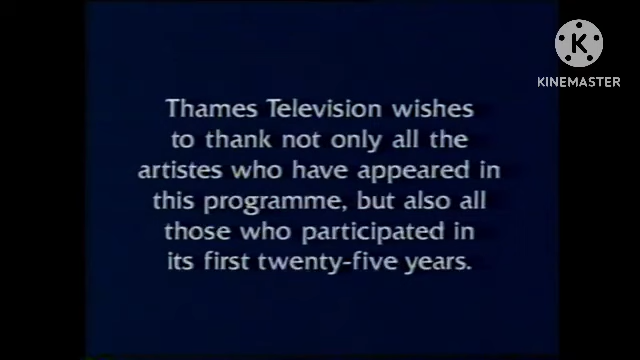 KINEMASTER
Thames Television wishes
to thank not only all the
artistes who have appeared in
this programme, but also all
those who participated in
its first twenty-five years.